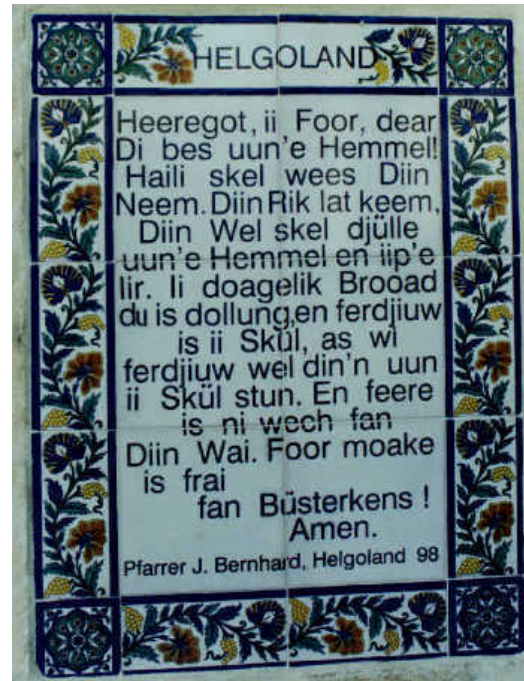 HELGOLAND
Heeregot, ii Foor, dear
Di bes uun'e Hemmel!
Haili skel wees Diin
Neem. Diin Rik lat keem,
Diin Wel skel djülle
uun'e Hemmel en iip'e
Iir. Ii doagelik Brooad
du is dollung,en ferdjiuw
is ii Skül, as wi
ferdjiuw wel din'n uun
ii Skül stun. En feere
is ni wech fan
Diin Wai. Foor moake
is frai
fan Büsterkens !
Amen.
Pfarrer J. Bernhard, Helgoland 98